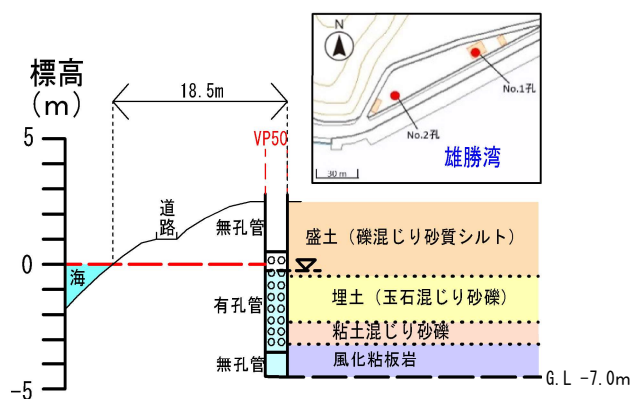 N
No.1孔
No.2孔
雄勝湾
30 m
標高
(m)
18.5m
VP50
5
道路
無孔管
盛土（礫混じり砂質シルト）
0
海
有孔管
埋土（玉石混じり砂礫）
粘土混じり砂礫
無孔管
風化粘板岩
G.L -7.0m
-5